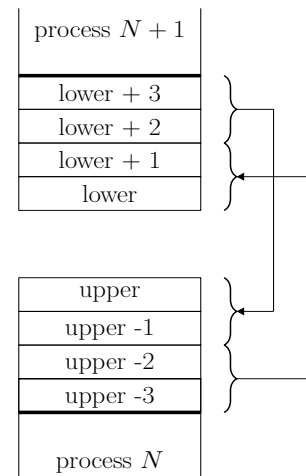 process N + 1
lower + 3
lower + 2
lower + 1
lower
upper
upper -1
upper -2
upper -3
process N